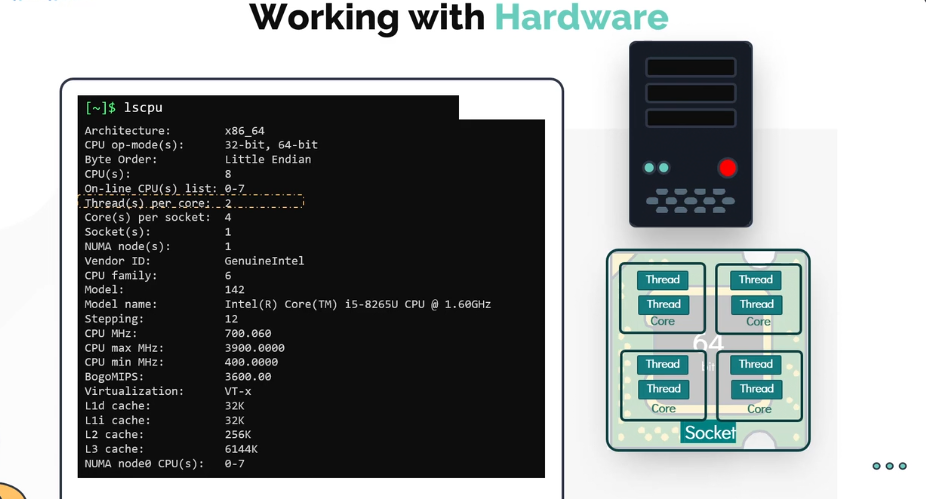 Working with Hardware
[~]$ lscpu
Architecture: x86_64
CPU op-mode(s): 32-bit, 64-bit
Byte Order: Little Endian
CPU(s): 8
On-line CPU(s) list: 0-7
Thread(s) per core: 2
Core(s) per socket: 4
Socket(s): 1
NUMA node(s): 1
Vendor ID: GenuineIntel
CPU family: 6
Model: 142
Model name: Intel(R) Core(TM) i5-8265U CPU @ 1.60GHz
Stepping: 12
CPU MHz: 700.060
CPU max MHz: 3900.0000
CPU min MHz: 400.0000
BogoMIPS: 3600.00
Virtualization: VT-x
L1d cache: 32K
L1i cache: 32K
L2 cache: 256K
L3 cache: 6144K
NUMA node0 CPU(s): 0-7
Thread Thread
Thread Thread
Core Core
64
bit
Thread Thread
Thread Thread
Core Core
Socket